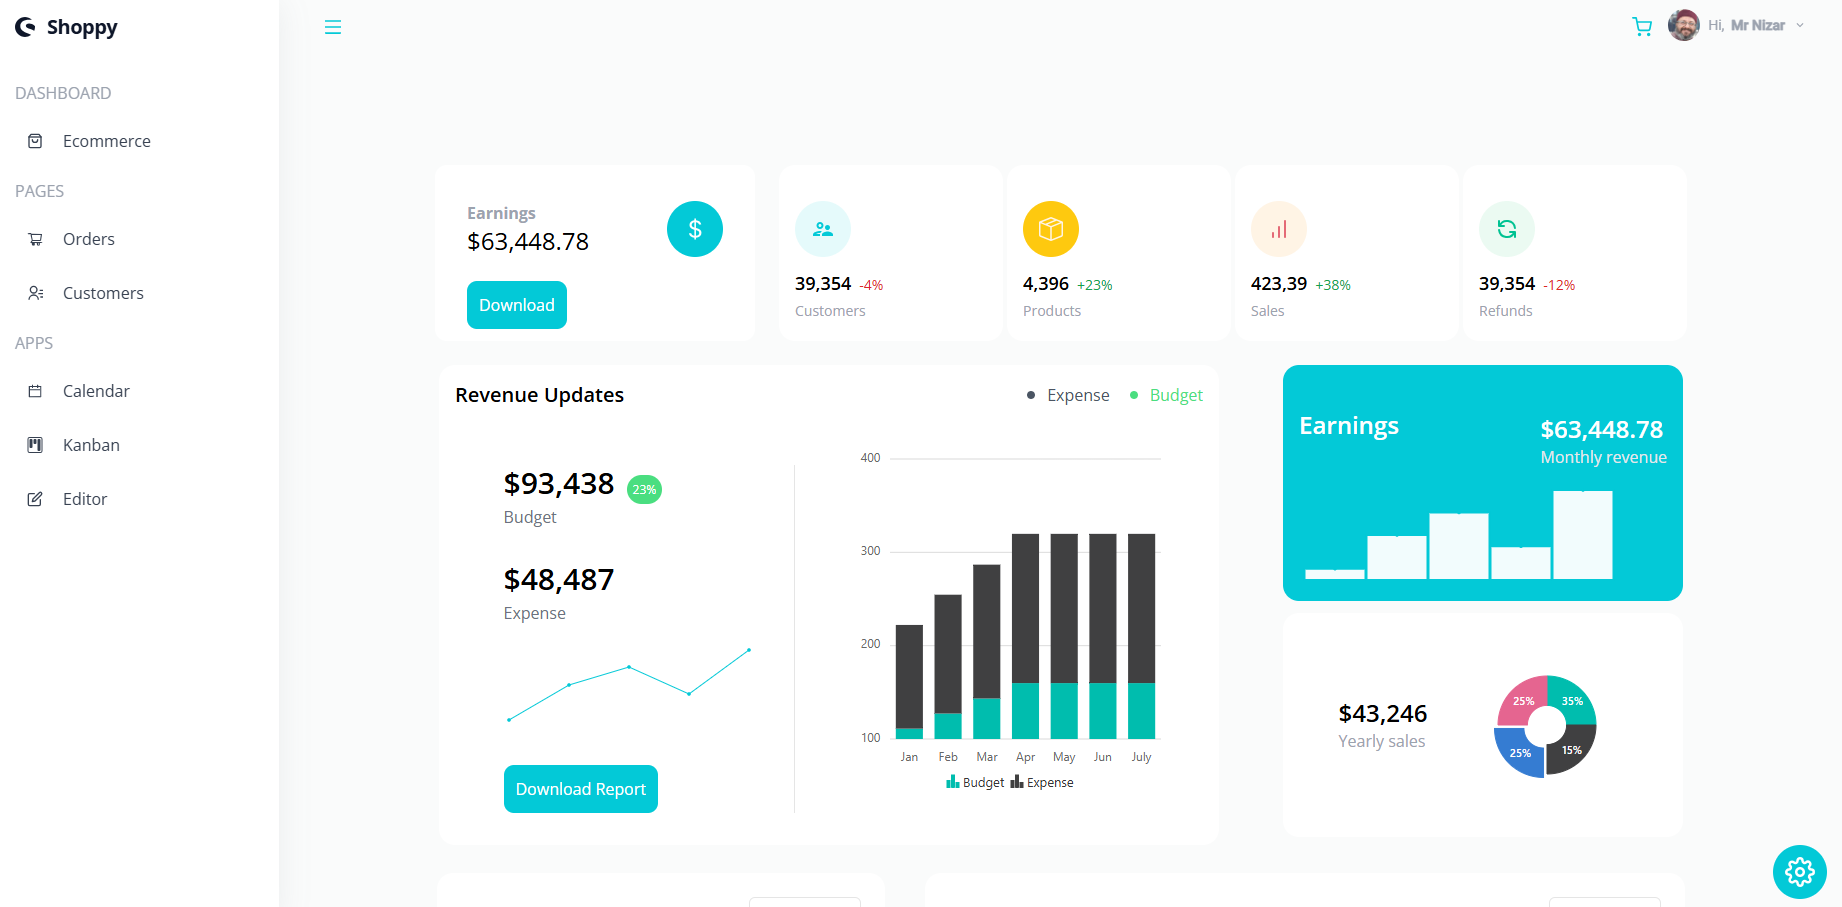 Shoppy
Hi, Mr Nizar
DASHBOARD
Ecommerce
PAGES
Orders
Customers
APPS
Calendar
Kanban
Editor
Earnings
$63,448.78
$
Download
39,354 -4%
Customers
4,396 +23%
Products
423,39 +38%
Sales
39,354 -12%
Refunds
Revenue Updates
Expense
Budget
$93,438 23%
Budget
$48,487
Expense
Download Report
400
300
200
100
Jan Feb Mar Apr May Jun July
Budget Expense
Earnings
$63,448.78
Monthly revenue
$43,246
Yearly sales
25% 35%
25% 15%